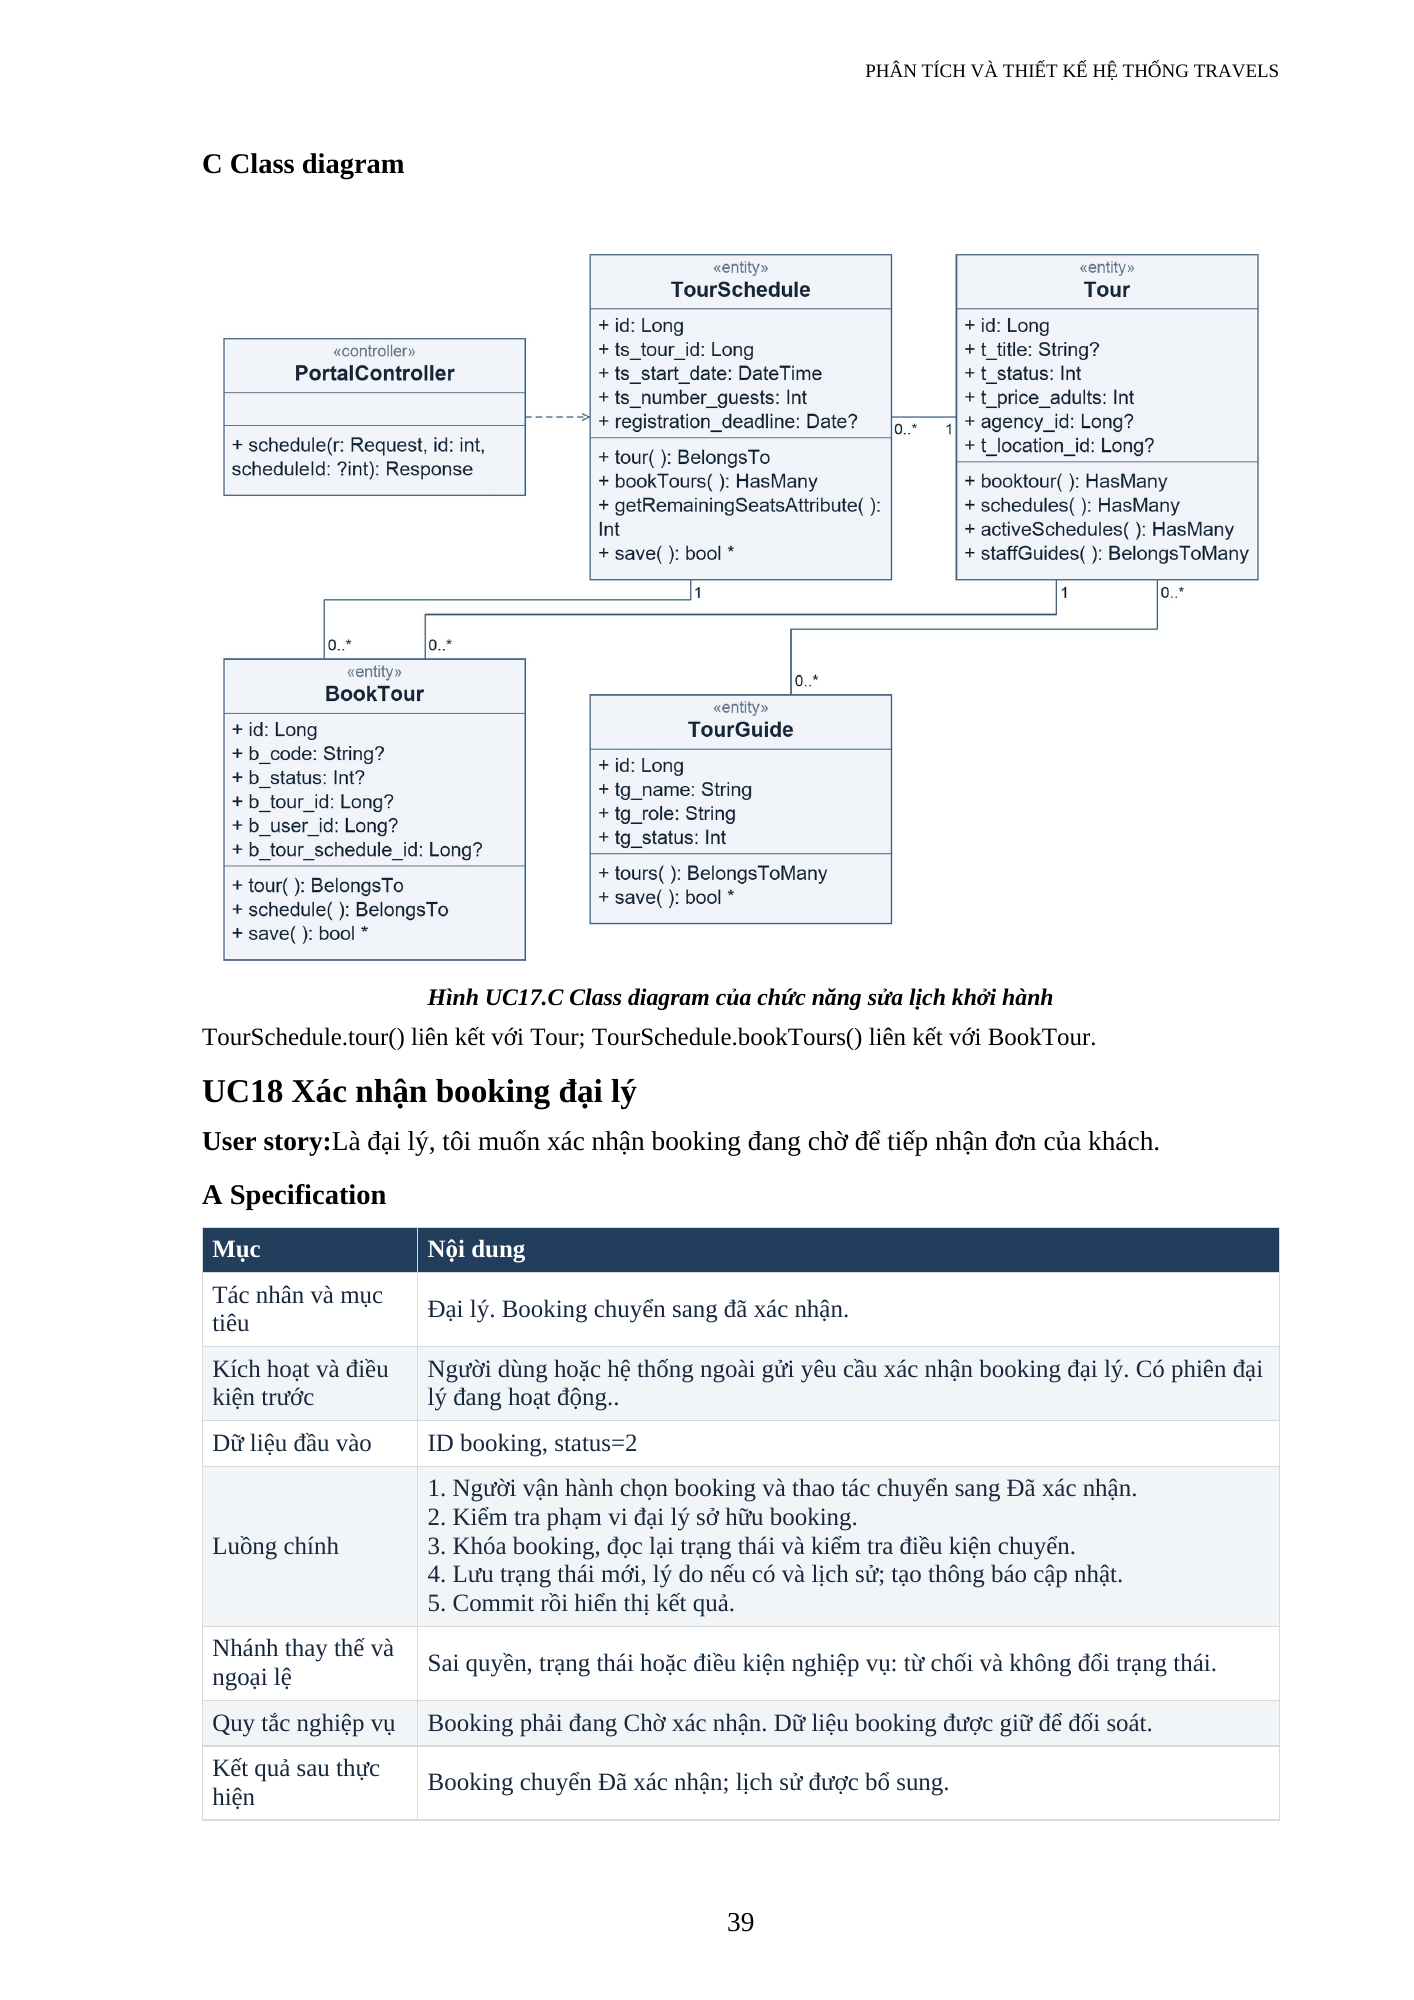 PHÂN TÍCH VÀ THIẾT KẾ HỆ THỐNG TRAVELS
C Class diagram
«controller»
PortalController
+ schedule(r: Request, id: int,
scheduleId: ?int): Response
«entity»
TourSchedule
+ id: Long
+ ts_tour_id: Long
+ ts_start_date: DateTime
+ ts_number_guests: Int
+ registration_deadline: Date?
+ tour( ): BelongsTo
+ bookTours( ): HasMany
+ getRemainingSeatsAttribute( ):
Int
+ save( ): bool *
0..* 1
«entity»
Tour
+ id: Long
+ t_title: String?
+ t_status: Int
+ t_price_adults: Int
+ agency_id: Long?
+ t_location_id: Long?
+ booktour( ): HasMany
+ schedules( ): HasMany
+ activeSchedules( ): HasMany
+ staffGuides( ): BelongsToMany
1 1 0..*
0..* 0..*
0..*
«entity»
BookTour
+ id: Long
+ b_code: String?
+ b_status: Int?
+ b_tour_id: Long?
+ b_user_id: Long?
+ b_tour_schedule_id: Long?
+ tour( ): BelongsTo
+ schedule( ): BelongsTo
+ save( ): bool *
«entity»
TourGuide
+ id: Long
+ tg_name: String
+ tg_role: String
+ tg_status: Int
+ tours( ): BelongsToMany
+ save( ): bool *
Hình UC17.C Class diagram của chức năng sửa lịch khởi hành
TourSchedule.tour() liên kết với Tour; TourSchedule.bookTours() liên kết với BookTour.
UC18 Xác nhận booking đại lý
User story:Là đại lý, tôi muốn xác nhận booking đang chờ để tiếp nhận đơn của khách.
A Specification
Mục Nội dung
Tác nhân và mục
tiêu
Đại lý. Booking chuyển sang đã xác nhận.
Kích hoạt và điều
kiện trước
Người dùng hoặc hệ thống ngoài gửi yêu cầu xác nhận booking đại lý. Có phiên đại
lý đang hoạt động..
Dữ liệu đầu vào ID booking, status=2
Luồng chính
1. Người vận hành chọn booking và thao tác chuyển sang Đã xác nhận.
2. Kiểm tra phạm vi đại lý sở hữu booking.
3. Khóa booking, đọc lại trạng thái và kiểm tra điều kiện chuyển.
4. Lưu trạng thái mới, lý do nếu có và lịch sử; tạo thông báo cập nhật.
5. Commit rồi hiển thị kết quả.
Nhánh thay thế và
ngoại lệ
Sai quyền, trạng thái hoặc điều kiện nghiệp vụ: từ chối và không đổi trạng thái.
Quy tắc nghiệp vụ Booking phải đang Chờ xác nhận. Dữ liệu booking được giữ để đối soát.
Kết quả sau thực
hiện
Booking chuyển Đã xác nhận; lịch sử được bổ sung.
39